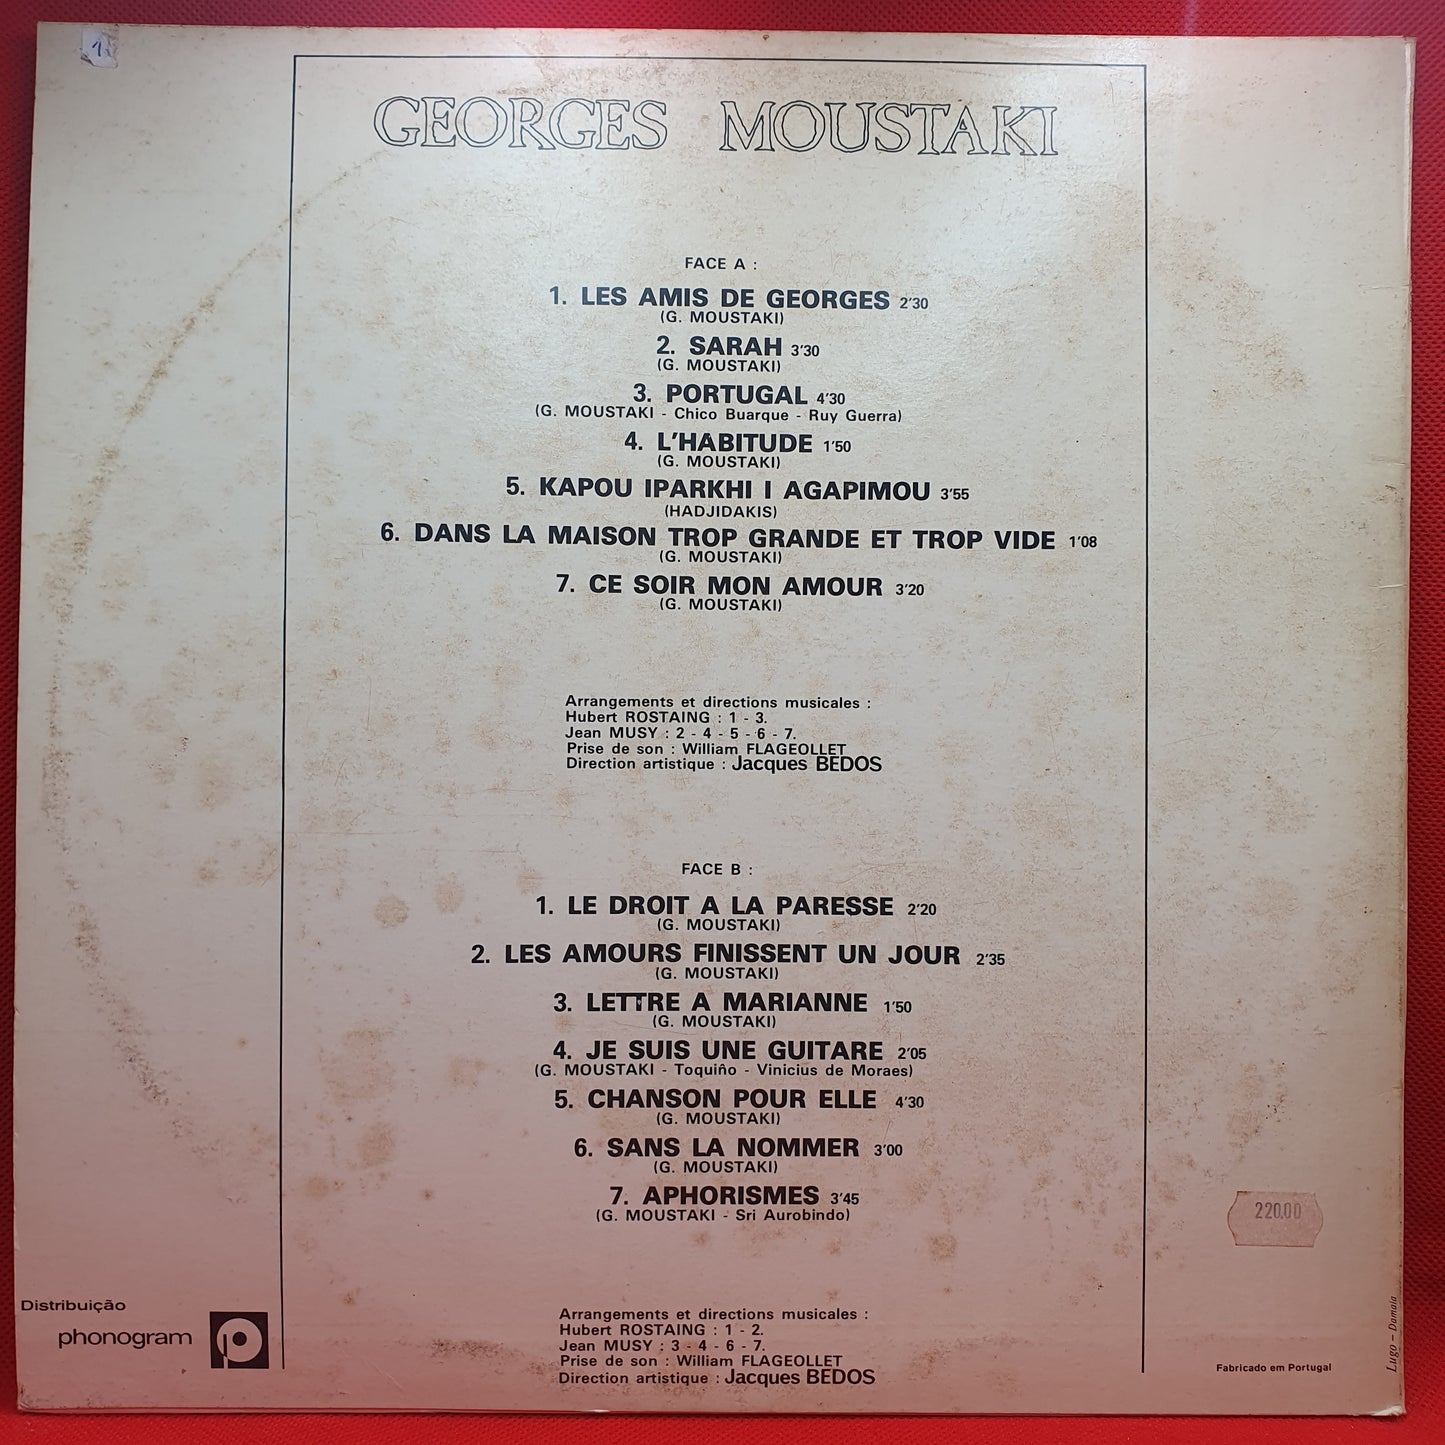 1
GEORGES MOUSTAKI
FACE A :
1. LES AMIS DE GEORGES 2'30
(G. MOUSTAKI)
2. SARAH 3'30
(G. MOUSTAKI)
3. PORTUGAL 4'30
(G. MOUSTAKI - Chico Buarque - Ruy Guerra)
4. L'HABITUDE 1'50
(G. MOUSTAKI)
5. KAPOU IPARKHI I AGAPIMOU 3'55
(HADJIDAKIS)
6. DANS LA MAISON TROP GRANDE ET TROP VIDE 1'08
(G. MOUSTAKI)
7. CE SOIR MON AMOUR 3'20
(G. MOUSTAKI)
Arrangements et directions musicales :
Hubert ROSTAING : 1 - 3.
Jean MUSY : 2 - 4 - 5 - 6 - 7.
Prise de son : William FLAGEOLLET
Direction artistique : Jacques BEDOS
FACE B :
1. LE DROIT A LA PARESSE 2'20
(G. MOUSTAKI)
2. LES AMOURS FINISSENT UN JOUR 2'35
(G. MOUSTAKI)
3. LETTRE A MARIANNE 1'50
(G. MOUSTAKI)
4. JE SUIS UNE GUITARE 2'05
(G. MOUSTAKI - Toquiño - Vinicius de Moraes)
5. CHANSON POUR ELLE 4'30
(G. MOUSTAKI)
6. SANS LA NOMMER 3'00
(G. MOUSTAKI)
7. APHORISMES 3'45
(G. MOUSTAKI - Sri Aurobindo)
220.00
Arrangements et directions musicales :
Hubert ROSTAING : 1 - 2.
Jean MUSY : 3 - 4 - 6 - 7.
Prise de son : William FLAGEOLLET
Direction artistique : Jacques BEDOS
Distribuição
phonogram
p
Fabricado em Portugal
Lugo - Damaia